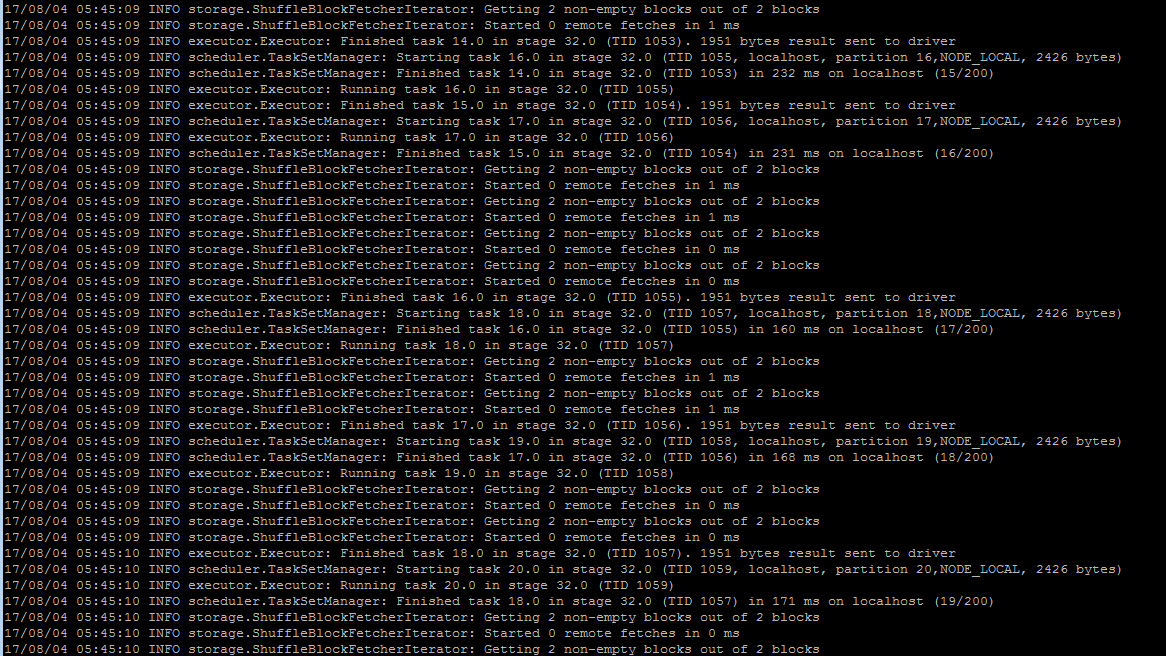 17/08/04 05:45:09 INFO storage.ShuffleBlockFetcherIterator: Getting 2 non-empty blocks out of 2 blocks
17/08/04 05:45:09 INFO storage.ShuffleBlockFetcherIterator: Started 0 remote fetches in 1 ms
17/08/04 05:45:09 INFO executor.Executor: Finished task 14.0 in stage 32.0 (TID 1053). 1951 bytes result sent to driver
17/08/04 05:45:09 INFO scheduler.TaskSetManager: Starting task 16.0 in stage 32.0 (TID 1055, localhost, partition 16,NODE_LOCAL, 2426 bytes)
17/08/04 05:45:09 INFO scheduler.TaskSetManager: Finished task 14.0 in stage 32.0 (TID 1053) in 232 ms on localhost (15/200)
17/08/04 05:45:09 INFO executor.Executor: Running task 16.0 in stage 32.0 (TID 1055)
17/08/04 05:45:09 INFO executor.Executor: Finished task 15.0 in stage 32.0 (TID 1054). 1951 bytes result sent to driver
17/08/04 05:45:09 INFO scheduler.TaskSetManager: Starting task 17.0 in stage 32.0 (TID 1056, localhost, partition 17,NODE_LOCAL, 2426 bytes)
17/08/04 05:45:09 INFO executor.Executor: Running task 17.0 in stage 32.0 (TID 1056)
17/08/04 05:45:09 INFO scheduler.TaskSetManager: Finished task 15.0 in stage 32.0 (TID 1054) in 231 ms on localhost (16/200)
17/08/04 05:45:09 INFO storage.ShuffleBlockFetcherIterator: Getting 2 non-empty blocks out of 2 blocks
17/08/04 05:45:09 INFO storage.ShuffleBlockFetcherIterator: Started 0 remote fetches in 1 ms
17/08/04 05:45:09 INFO storage.ShuffleBlockFetcherIterator: Getting 2 non-empty blocks out of 2 blocks
17/08/04 05:45:09 INFO storage.ShuffleBlockFetcherIterator: Started 0 remote fetches in 1 ms
17/08/04 05:45:09 INFO storage.ShuffleBlockFetcherIterator: Getting 2 non-empty blocks out of 2 blocks
17/08/04 05:45:09 INFO storage.ShuffleBlockFetcherIterator: Started 0 remote fetches in 0 ms
17/08/04 05:45:09 INFO storage.ShuffleBlockFetcherIterator: Getting 2 non-empty blocks out of 2 blocks
17/08/04 05:45:09 INFO storage.ShuffleBlockFetcherIterator: Started 0 remote fetches in 0 ms
17/08/04 05:45:09 INFO executor.Executor: Finished task 16.0 in stage 32.0 (TID 1055). 1951 bytes result sent to driver
17/08/04 05:45:09 INFO scheduler.TaskSetManager: Starting task 18.0 in stage 32.0 (TID 1057, localhost, partition 18,NODE_LOCAL, 2426 bytes)
17/08/04 05:45:09 INFO scheduler.TaskSetManager: Finished task 16.0 in stage 32.0 (TID 1055) in 160 ms on localhost (17/200)
17/08/04 05:45:09 INFO executor.Executor: Running task 18.0 in stage 32.0 (TID 1057)
17/08/04 05:45:09 INFO storage.ShuffleBlockFetcherIterator: Getting 2 non-empty blocks out of 2 blocks
17/08/04 05:45:09 INFO storage.ShuffleBlockFetcherIterator: Started 0 remote fetches in 1 ms
17/08/04 05:45:09 INFO storage.ShuffleBlockFetcherIterator: Getting 2 non-empty blocks out of 2 blocks
17/08/04 05:45:09 INFO storage.ShuffleBlockFetcherIterator: Started 0 remote fetches in 1 ms
17/08/04 05:45:09 INFO executor.Executor: Finished task 17.0 in stage 32.0 (TID 1056). 1951 bytes result sent to driver
17/08/04 05:45:09 INFO scheduler.TaskSetManager: Starting task 19.0 in stage 32.0 (TID 1058, localhost, partition 19,NODE_LOCAL, 2426 bytes)
17/08/04 05:45:09 INFO scheduler.TaskSetManager: Finished task 17.0 in stage 32.0 (TID 1056) in 168 ms on localhost (18/200)
17/08/04 05:45:09 INFO executor.Executor: Running task 19.0 in stage 32.0 (TID 1058)
17/08/04 05:45:09 INFO storage.ShuffleBlockFetcherIterator: Getting 2 non-empty blocks out of 2 blocks
17/08/04 05:45:09 INFO storage.ShuffleBlockFetcherIterator: Started 0 remote fetches in 0 ms
17/08/04 05:45:09 INFO storage.ShuffleBlockFetcherIterator: Getting 2 non-empty blocks out of 2 blocks
17/08/04 05:45:09 INFO storage.ShuffleBlockFetcherIterator: Started 0 remote fetches in 0 ms
17/08/04 05:45:10 INFO executor.Executor: Finished task 18.0 in stage 32.0 (TID 1057). 1951 bytes result sent to driver
17/08/04 05:45:10 INFO scheduler.TaskSetManager: Starting task 20.0 in stage 32.0 (TID 1059, localhost, partition 20,NODE_LOCAL, 2426 bytes)
17/08/04 05:45:10 INFO executor.Executor: Running task 20.0 in stage 32.0 (TID 1059)
17/08/04 05:45:10 INFO scheduler.TaskSetManager: Finished task 18.0 in stage 32.0 (TID 1057) in 171 ms on localhost (19/200)
17/08/04 05:45:10 INFO storage.ShuffleBlockFetcherIterator: Getting 2 non-empty blocks out of 2 blocks
17/08/04 05:45:10 INFO storage.ShuffleBlockFetcherIterator: Started 0 remote fetches in 0 ms
17/08/04 05:45:10 INFO storage.ShuffleBlockFetcherIterator: Getting 2 non-empty blocks out of 2 blocks